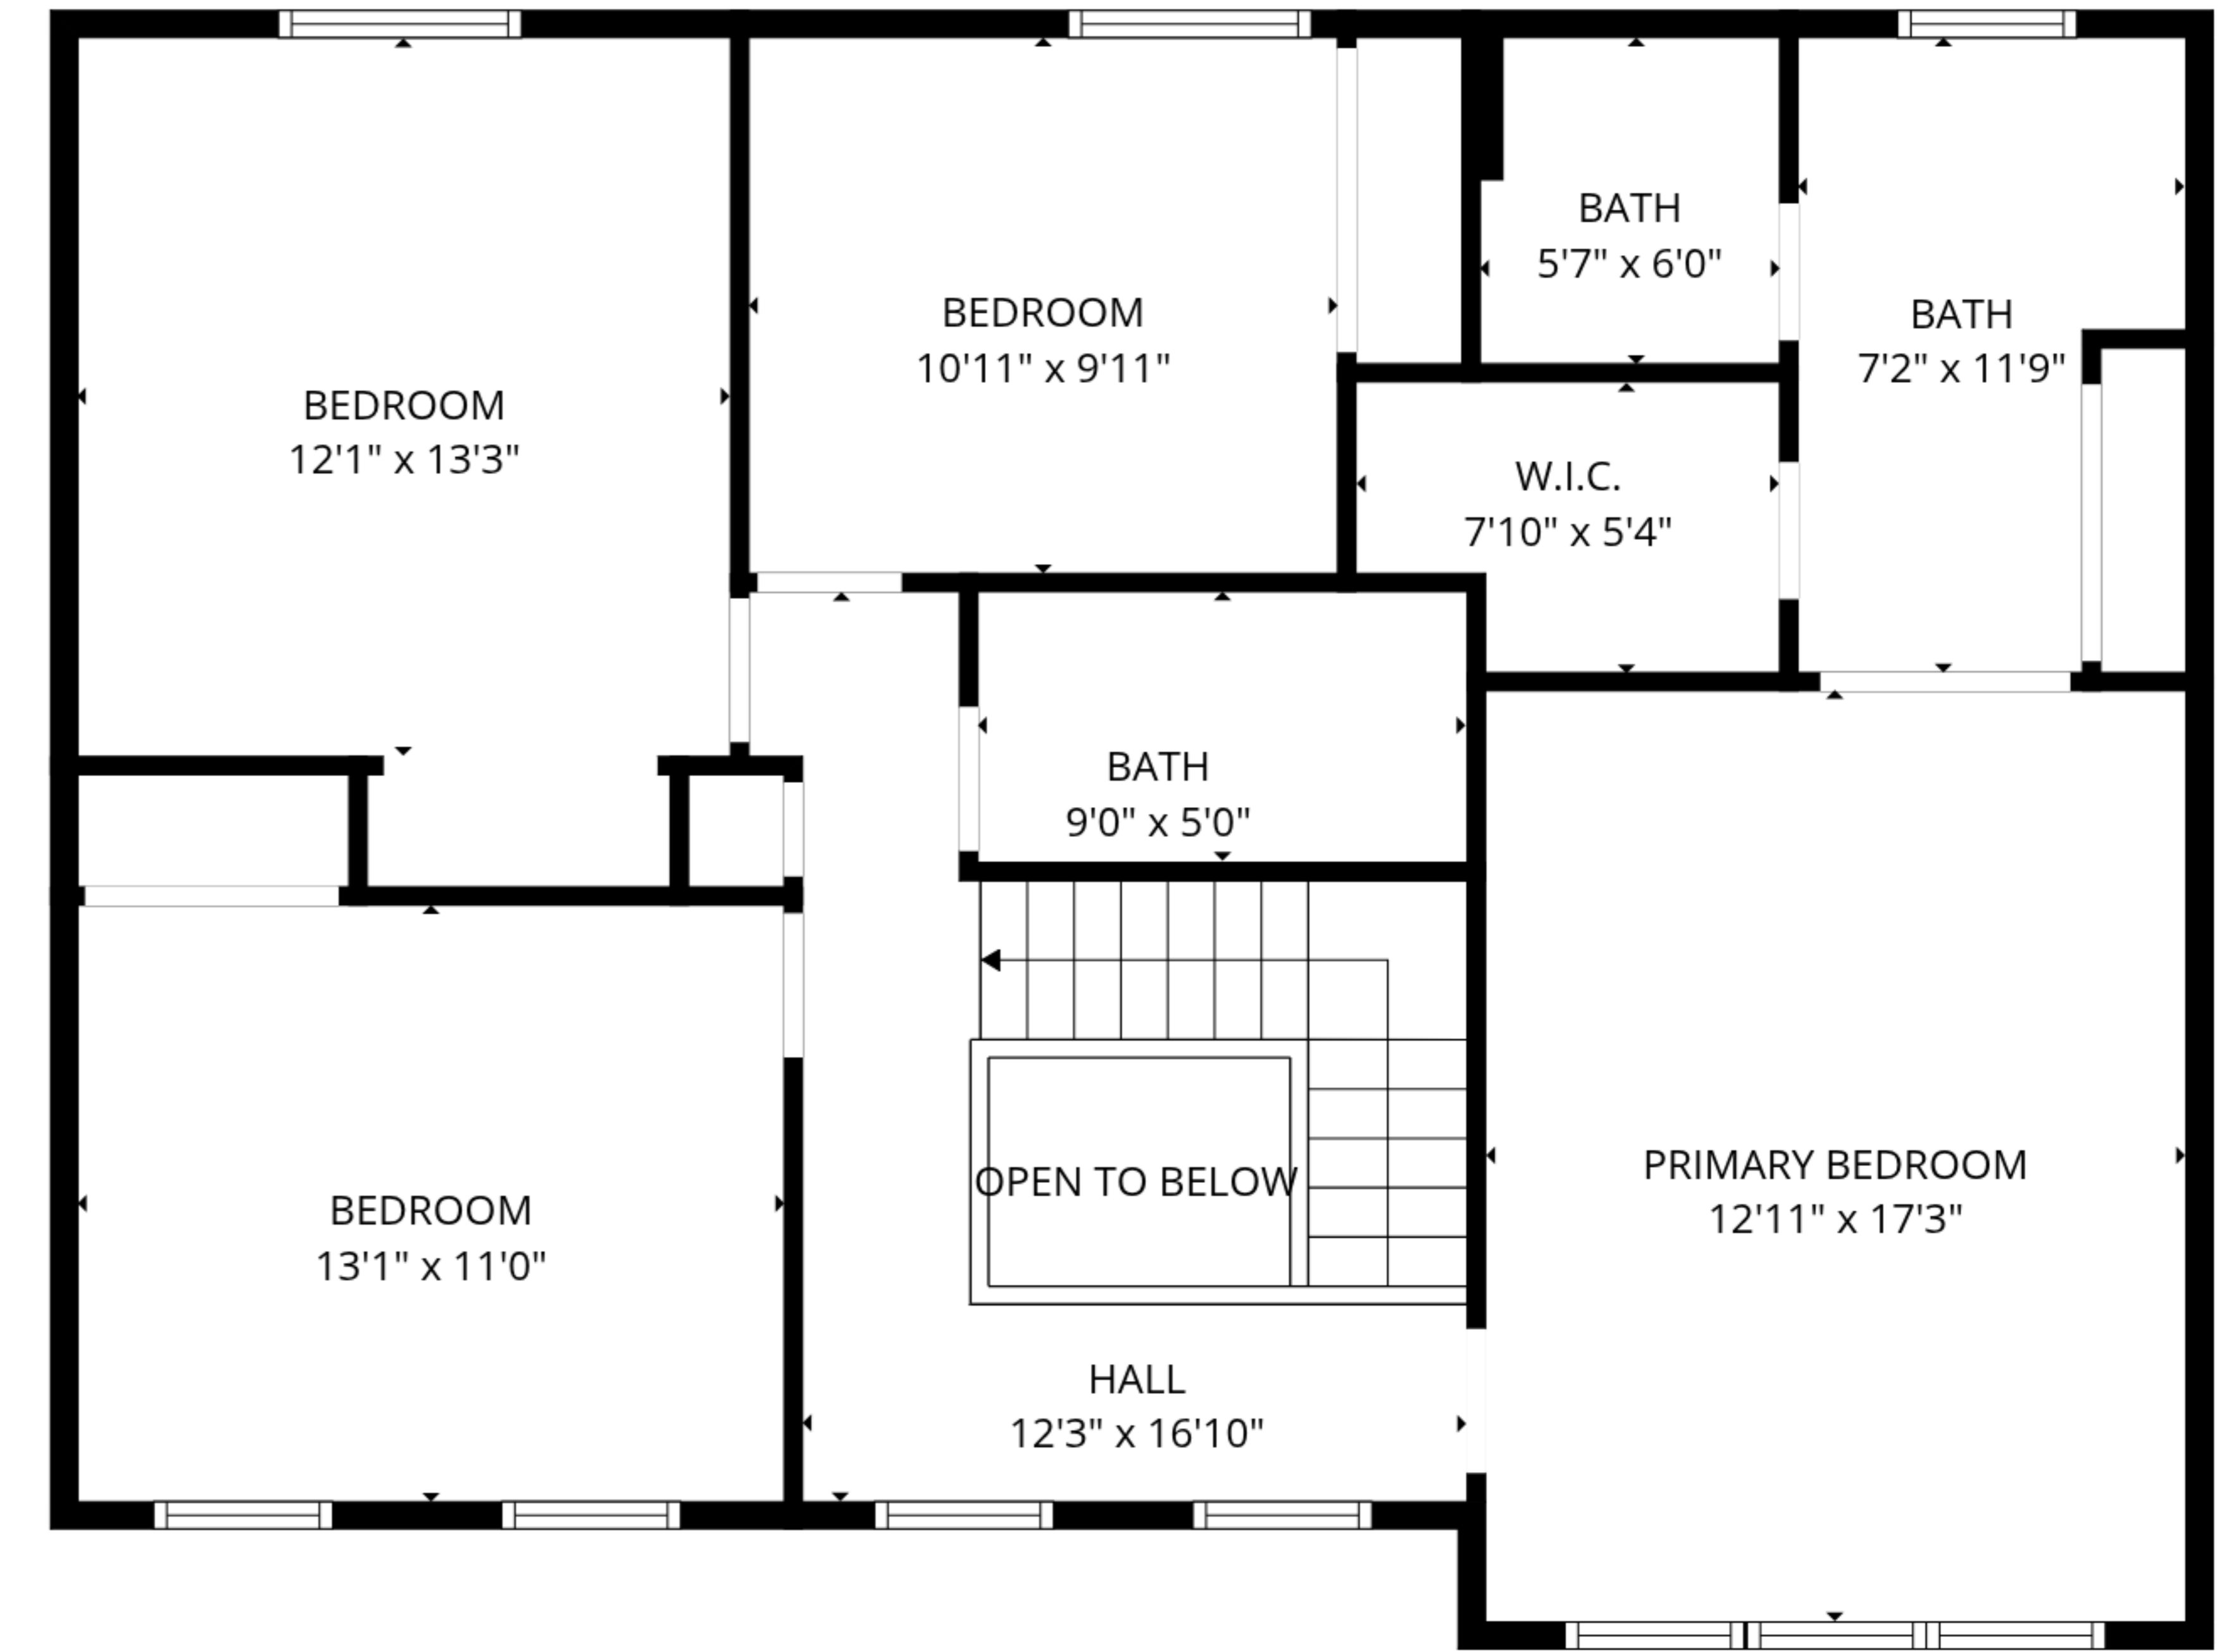 BATH
5'7" x 6'0"
BEDROOM
10'11" x 9'11"
BATH
7'2" x 11'9"
BEDROOM
12'1" x 13'3"
W.I.C.
7'10" x 5'4"
BATH
9'0" x 5'0"
OPEN TO BELOW
PRIMARY BEDROOM
12'11" x 17'3"
BEDROOM
13'1" x 11'0"
HALL
12'3" x 16'10"